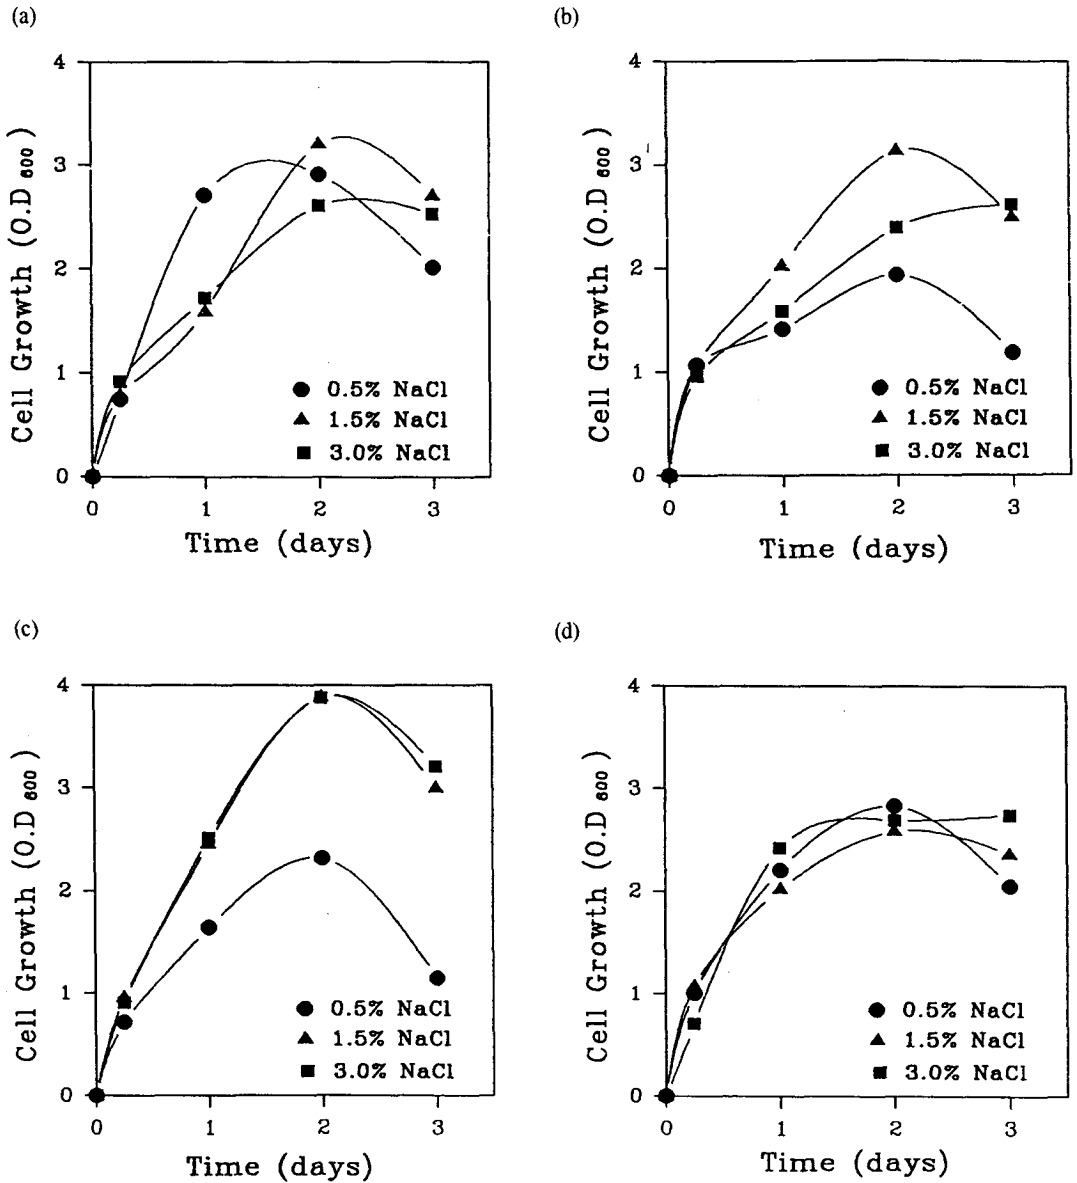 (a)
4
3
2
1
0
Cell Growth (O.D 600)
0.5% NaCl
1.5% NaCl
3.0% NaCl
0 1 2 3
Time (days)
(b)
4
3
2
1
0
Cell Growth (O.D 600)
0.5% NaCl
1.5% NaCl
3.0% NaCl
0 1 2 3
Time (days)
(c)
4
3
2
1
0
Cell Growth (O.D 600)
0.5% NaCl
1.5% NaCl
3.0% NaCl
0 1 2 3
Time (days)
(d)
4
3
2
1
0
Cell Growth (O.D 600)
0.5% NaCl
1.5% NaCl
3.0% NaCl
0 1 2 3
Time (days)